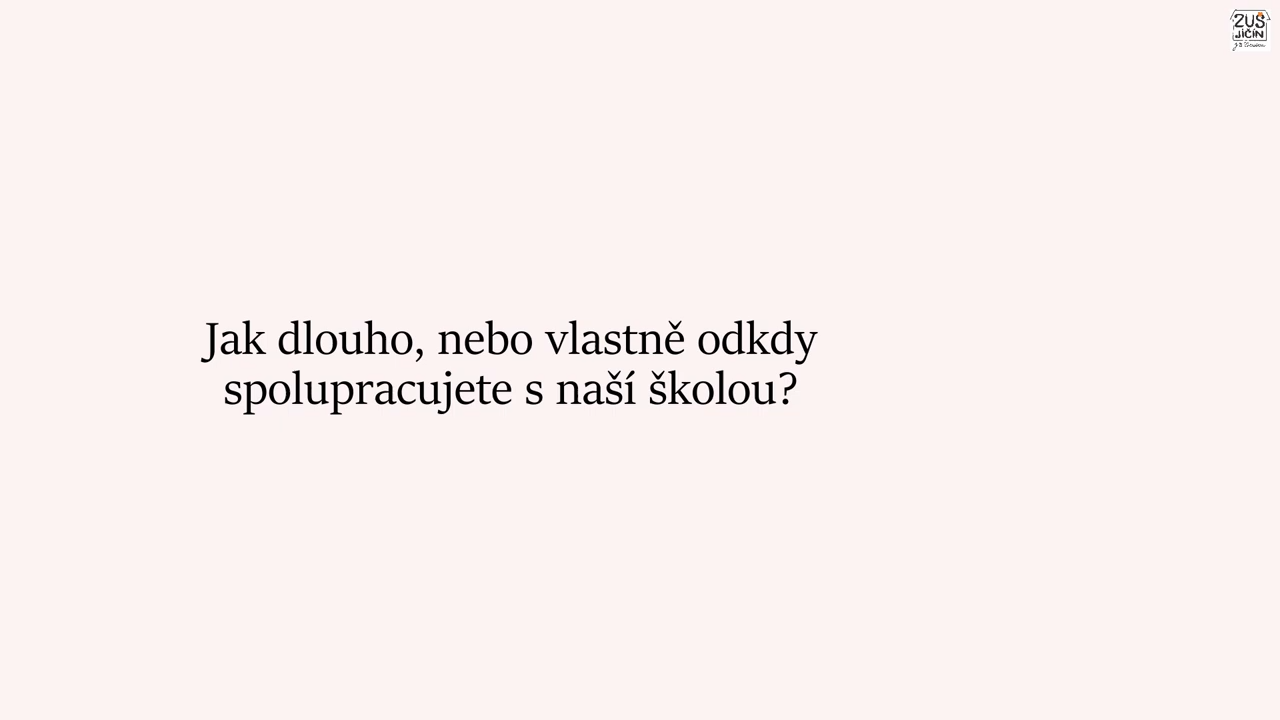 ZUŠ
JIČÍN
Jak dlouho, nebo vlastně odkdy
spolupracujete s naší školou?